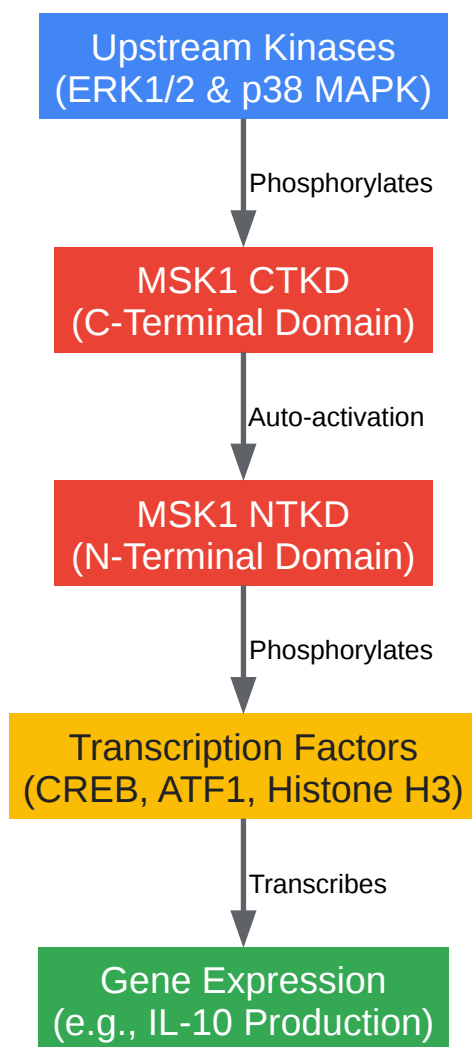 Upstream Kinases
(ERK1/2 & p38 MAPK)
Phosphorylates
MSK1 CTKD
(C-Terminal Domain)
Auto-activation
MSK1 NTKD
(N-Terminal Domain)
Phosphorylates
Transcription Factors
(CREB, ATF1, Histone H3)
Transcribes
Gene Expression
(e.g., IL-10 Production)